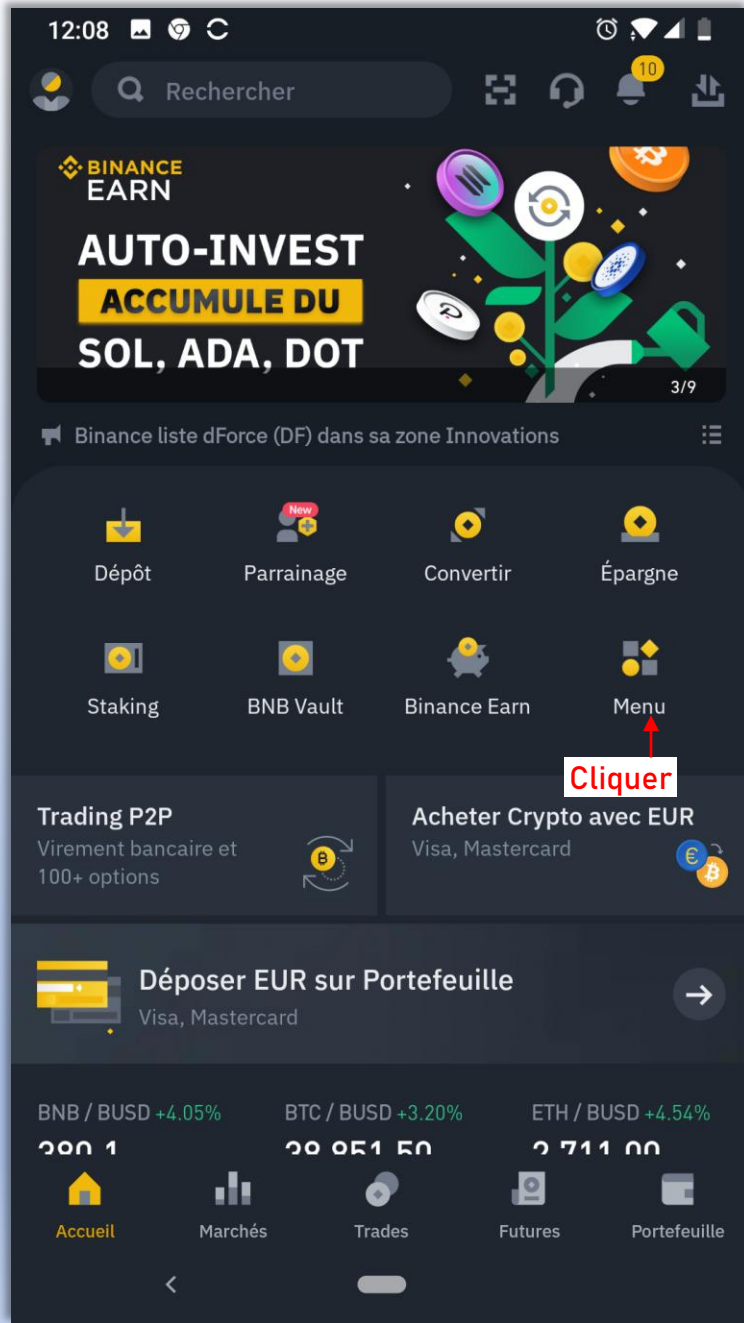 12:08
10
Rechercher
BINANCE
EARN
AUTO-INVEST
ACCUMULE DU
SOL, ADA, DOT
3/9
Binance liste dForce (DF) dans sa zone Innovations
New
Dépôt Parrainage Convertir Épargne
Staking BNB Vault Binance Earn Menu
Cliquer
Trading P2P
Virement bancaire et
100+ options
Acheter Crypto avec EUR
Visa, Mastercard
Déposer EUR sur Portefeuille
Visa, Mastercard
BNB / BUSD +4.05% BTC / BUSD +3.20% ETH / BUSD +4.54%
2 711.00
Accueil Marchés Trades Futures Portefeuille